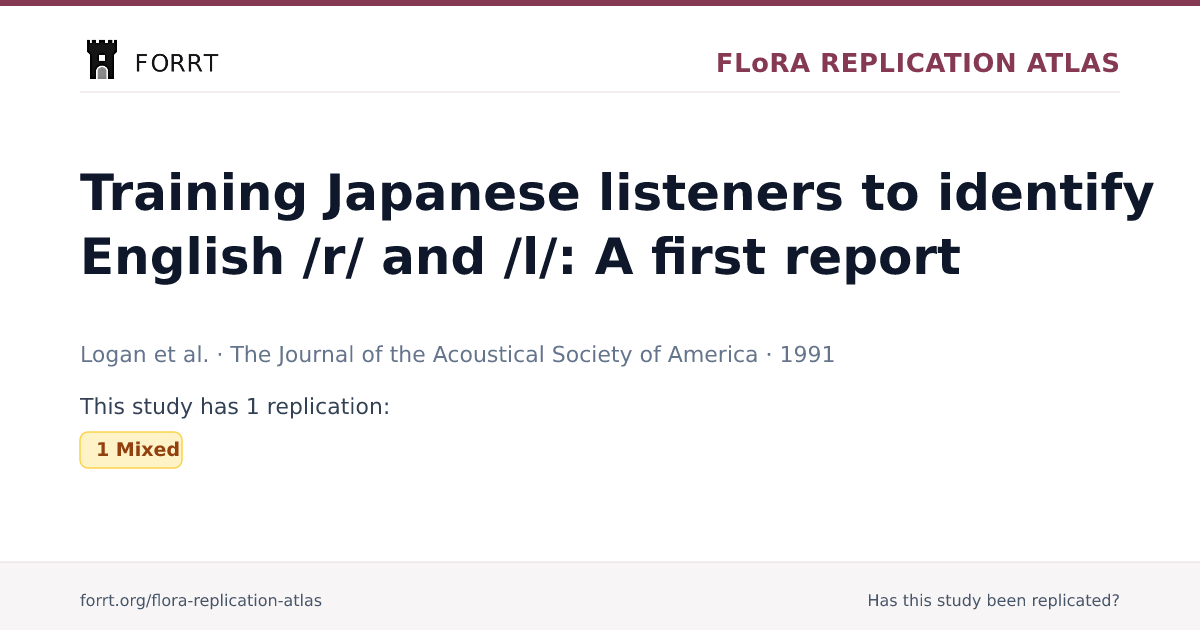 FORRT
FLoRA REPLICATION ATLAS
Training Japanese listeners to identify
English /r/ and /l/: A first report
Logan et al. · The Journal of the Acoustical Society of America · 1991
This study has 1 replication:
1 Mixed
forrt.org/flora-replication-atlas
Has this study been replicated?